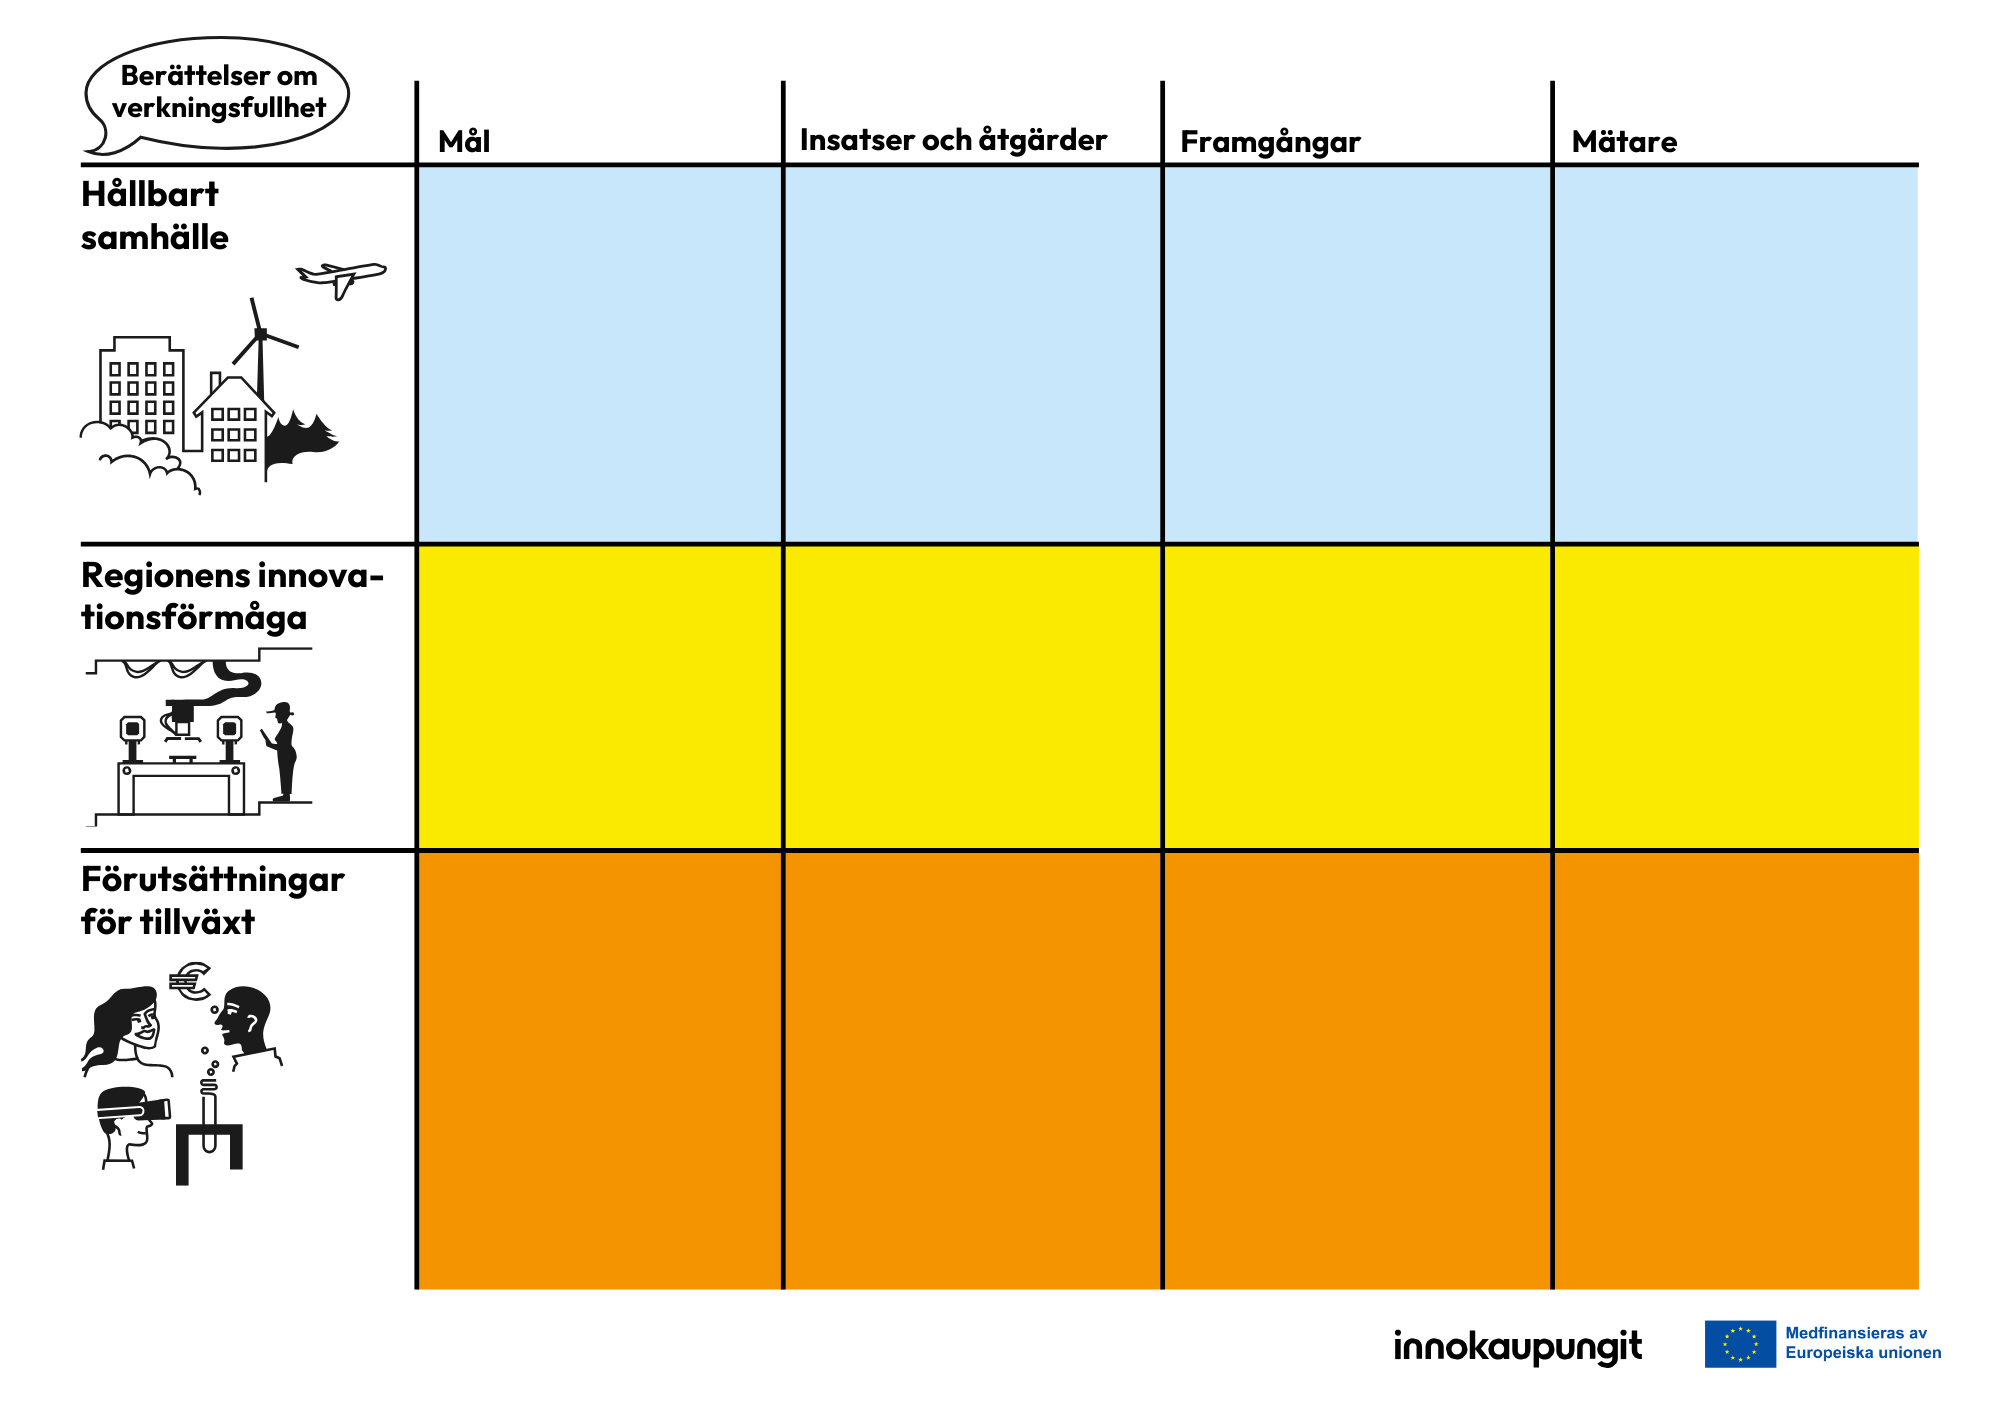 Berättelser om
verkningsfullhet
Mål
Insatser och åtgärder
Framgångar
Mätare
Hållbart
samhälle
Regionens innova-
tionsförmåga
Förutsättningar
för tillväxt
€
innokaupungit
Medfinansieras av
Europeiska unionen